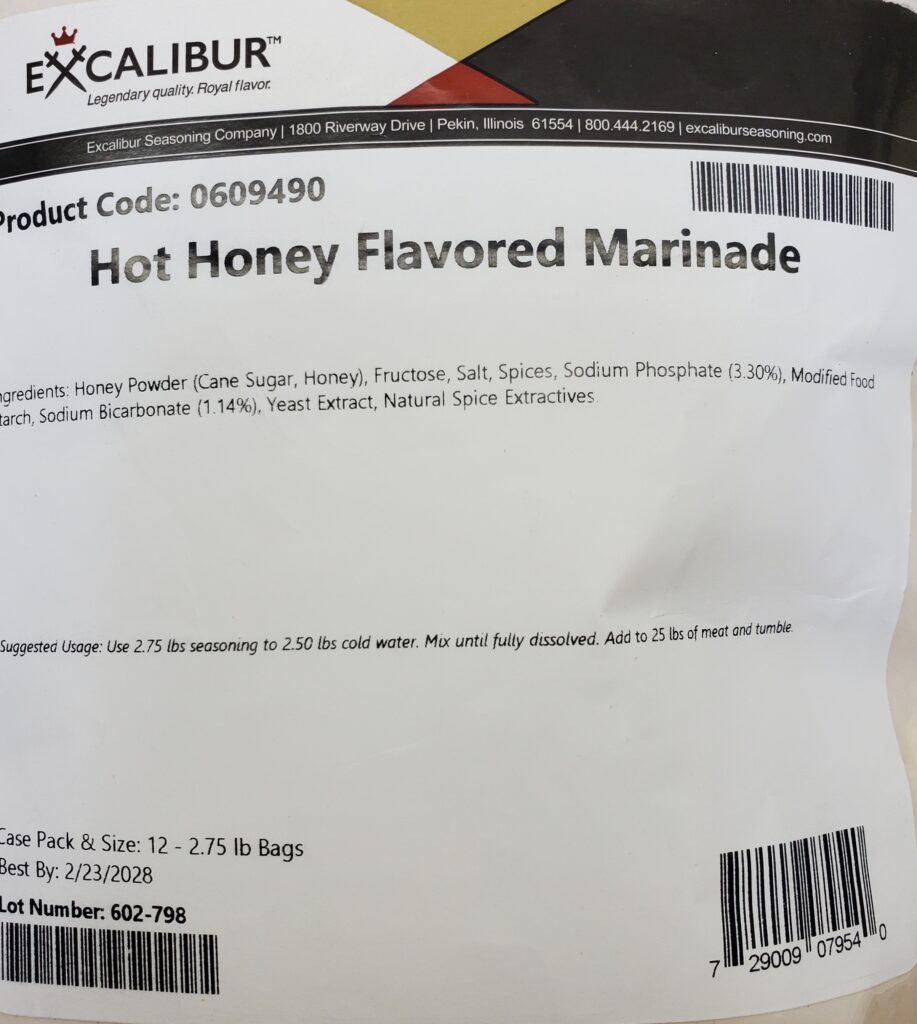 EXCALIBUR™
Legendary quality. Royal flavor.
Excalibur Seasoning Company | 1800 Riverway Drive | Pekin, Illinois 61554 | 800.444.2169 | excaliburseasoning.com
Product Code: 0609490
Hot Honey Flavored Marinade
ngredients: Honey Powder (Cane Sugar, Honey), Fructose, Salt, Spices, Sodium Phosphate (3.30%), Modified Food
tarch, Sodium Bicarbonate (1.14%), Yeast Extract, Natural Spice Extractives.
Suggested Usage: Use 2.75 lbs seasoning to 2.50 lbs cold water. Mix until fully dissolved. Add to 25 lbs of meat and tumble.
Case Pack & Size: 12 - 2.75 lb Bags
Best By: 2/23/2028
Lot Number: 602-798
7 29009 07954 0